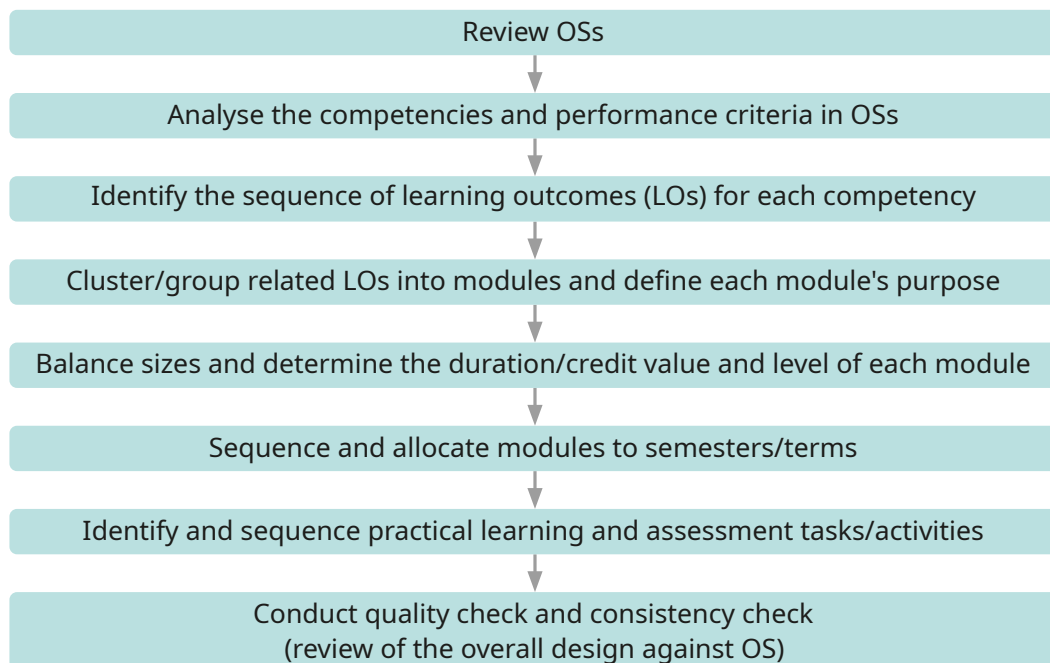 Review OSs
Analyse the competencies and performance criteria in OSs
Identify the sequence of learning outcomes (LOs) for each competency
Cluster/group related LOs into modules and define each module's purpose
Balance sizes and determine the duration/credit value and level of each module
Sequence and allocate modules to semesters/terms
Identify and sequence practical learning and assessment tasks/activities
Conduct quality check and consistency check
(review of the overall design against OS)